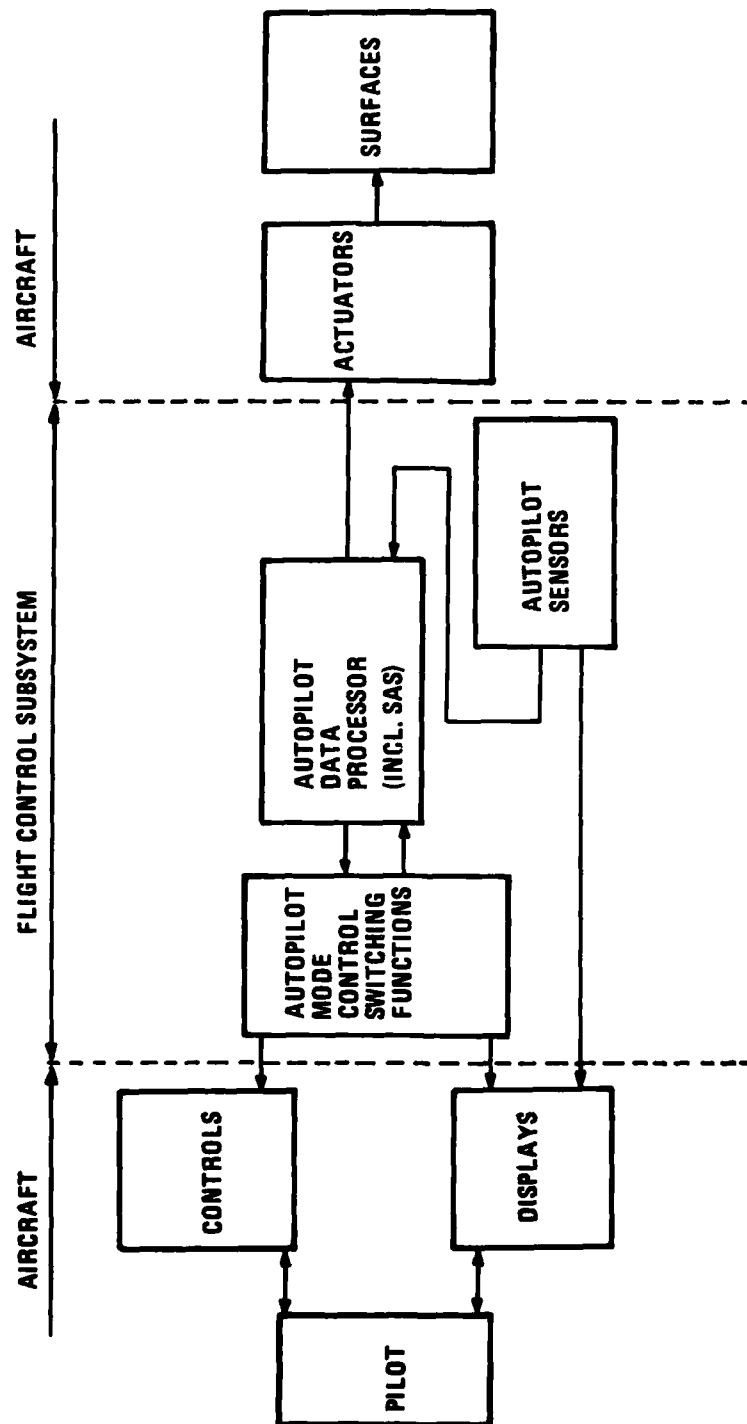 AIRCRAFT
FLIGHT CONTROL SUBSYSTEM
AIRCRAFT
PILOT
CONTROLS
DISPLAYS
AUTOPILOT
MODE
CONTROL
SWITCHING
FUNCTIONS
AUTOPILOT
DATA
PROCESSOR
(INCL. SAS)
AUTOPILOT
SENSORS
ACTUATORS
SURFACES